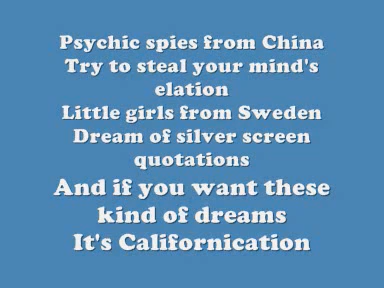 Psychic spies from China
Try to steal your mind's
elation
Little girls from Sweden
Dream of silver screen
quotations
And if you want these
kind of dreams
It's Californication